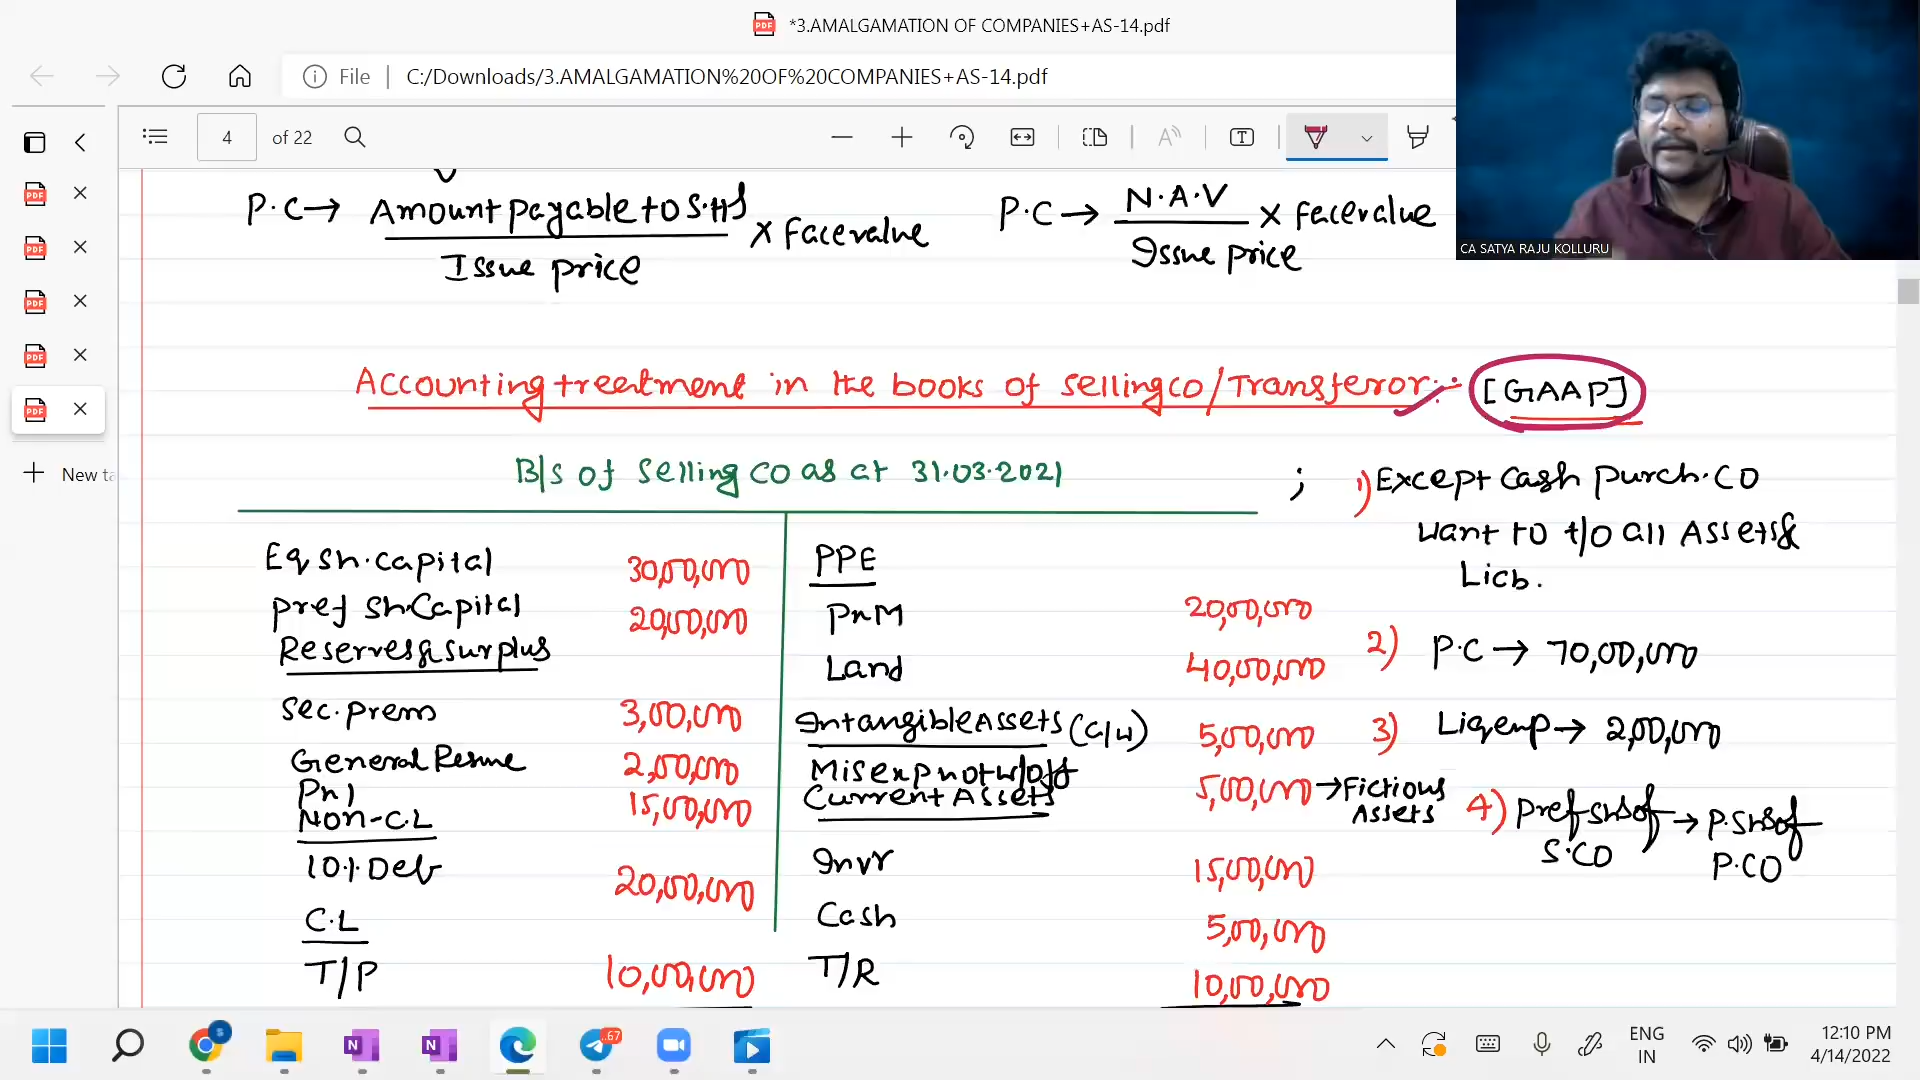 *3.AMALGAMATION OF COMPANIES+AS-14.pdf
File | C:/Downloads/3.AMALGAMATION%20OF%20COMPANIES+AS-14.pdf
4 of 22
CA SATYA RAJU KOLLURU
New ta
P.C → Amount payable to S.Hs / Issue price x Facevalue
P.C → N.A.V / Issue price x Facevalue
Accounting treatment in the books of selling CO/Transferor:- [GAAP]
B/s of selling CO as at 31.03.2021 ;
Eq sh.capital 30,00,000
Pref sh.Capital 20,00,000
Reserves & surplus
Sec.prem 3,00,000
General Reserve 2,00,000
PnL 15,00,000
Non-C.L
10% Deb 20,00,000
C.L
T/P 10,00,000
PPE
PnM 20,00,000
Land 40,00,000
Intangible Assets (G/W) 5,00,000
Mis exp not w/off 5,00,000 → Fictious Assets
Current Assets
Invr 15,00,000
Cash 5,00,000
T/R 10,00,000
1) Except Cash Purch.CO
want to t/o all Assets &
Liab.
2) P.C → 70,00,000
3) Liq exp → 2,00,000
4) Pref shs of S.CO → P.shs of P.CO
67
ENG
IN
12:10 PM
4/14/2022